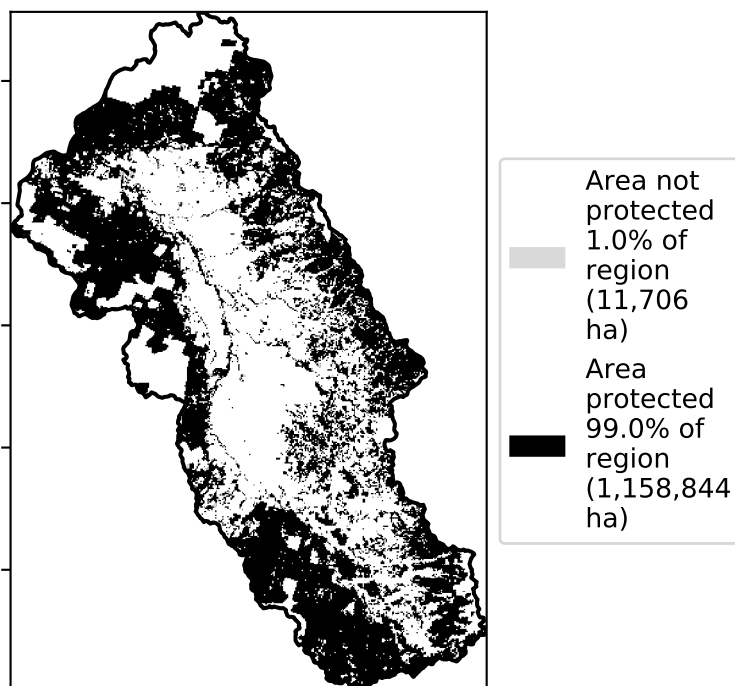 Area not
protected
1.0% of
region
(11,706
ha)
Area
protected
99.0% of
region
(1,158,844
ha)